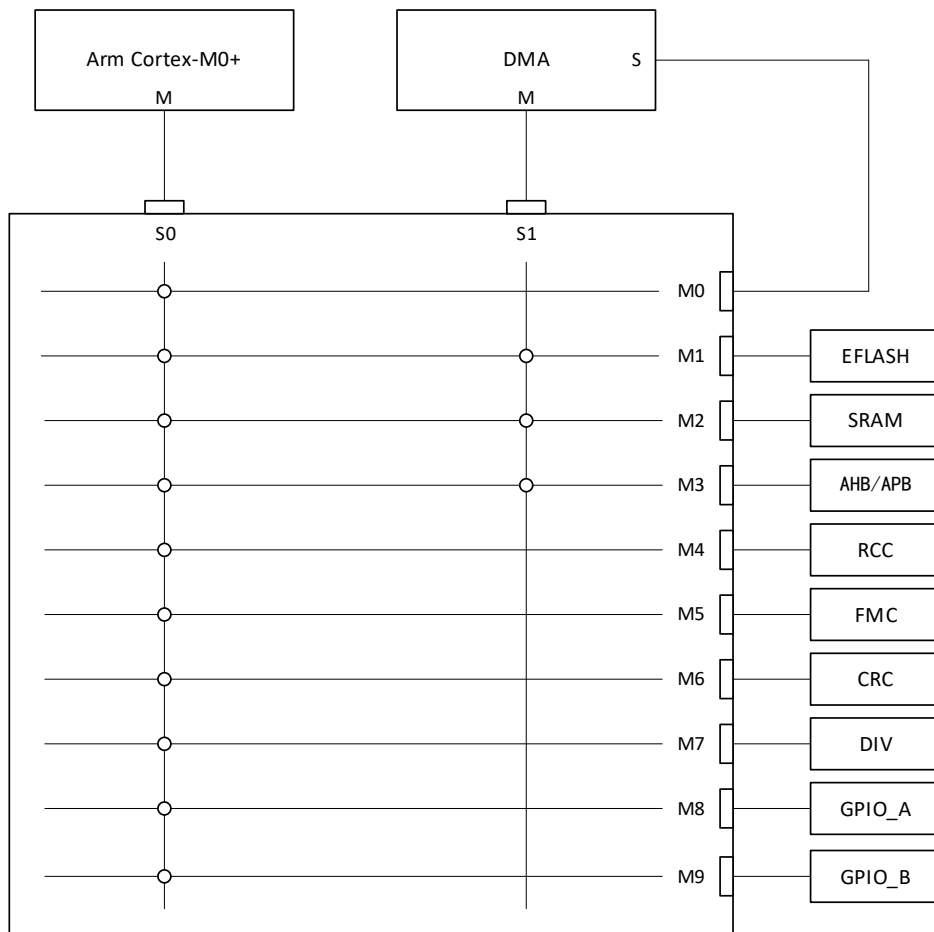 Arm Cortex-M0+
M
DMA
S
M
S0
S1
M0
M1
EFLASH
M2
SRAM
M3
AHB/APB
M4
RCC
M5
FMC
M6
CRC
M7
DIV
M8
GPIO_A
M9
GPIO_B